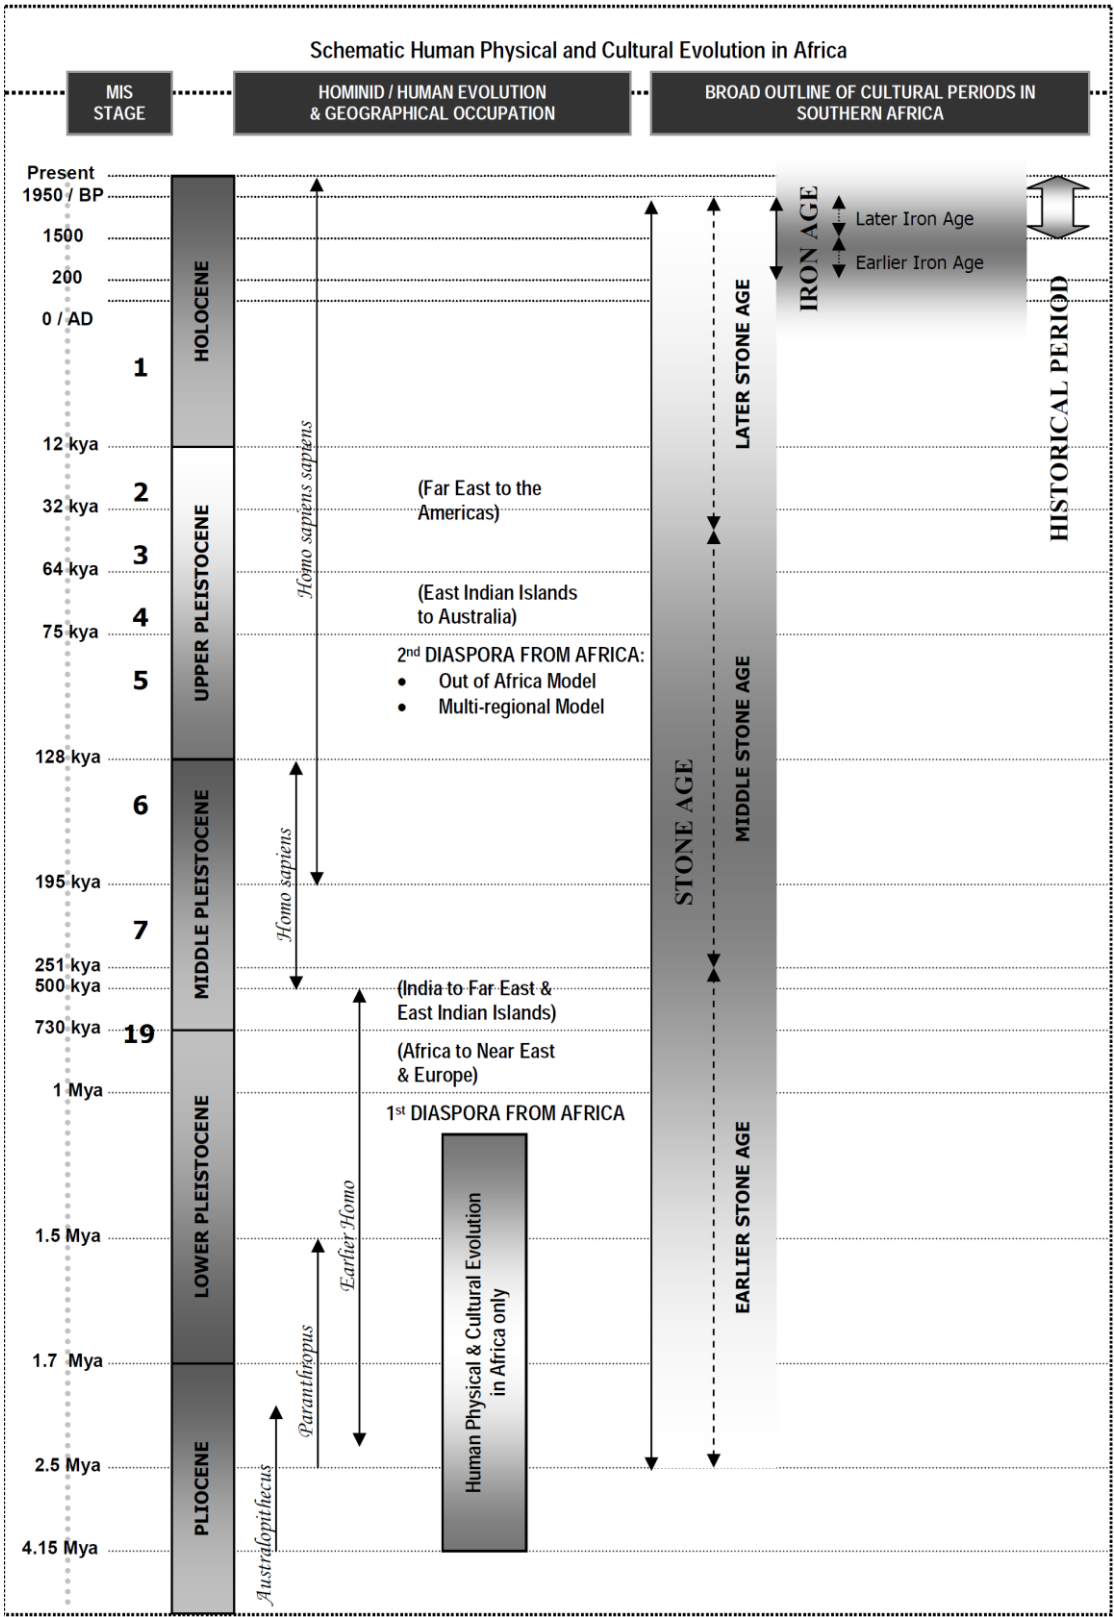 Schematic Human Physical and Cultural Evolution in Africa
MIS
STAGE
HOMINID / HUMAN EVOLUTION
& GEOGRAPHICAL OCCUPATION
BROAD OUTLINE OF CULTURAL PERIODS IN
SOUTHERN AFRICA
Present
1950 / BP
1500
200
0 / AD
12 kya
32 kya
64 kya
75 kya
128 kya
195 kya
251 kya
500 kya
730 kya
1 Mya
1.5 Mya
1.7 Mya
2.5 Mya
4.15 Mya
1
2
3
4
5
6
7
19
HOLOCENE
UPPER PLEISTOCENE
MIDDLE PLEISTOCENE
LOWER PLEISTOCENE
PLIOCENE
Homo sapiens sapiens
Homo sapiens
Earlier Homo
Paranthropus
Australopithecus
(Far East to the
Americas)
(East Indian Islands
to Australia)
2nd DIASPORA FROM AFRICA:
• Out of Africa Model
• Multi-regional Model
(India to Far East &
East Indian Islands)
(Africa to Near East
& Europe)
1st DIASPORA FROM AFRICA
Human Physical & Cultural Evolution
in Africa only
STONE AGE
LATER STONE AGE
MIDDLE STONE AGE
EARLIER STONE AGE
IRON AGE
Later Iron Age
Earlier Iron Age
HISTORICAL PERIOD